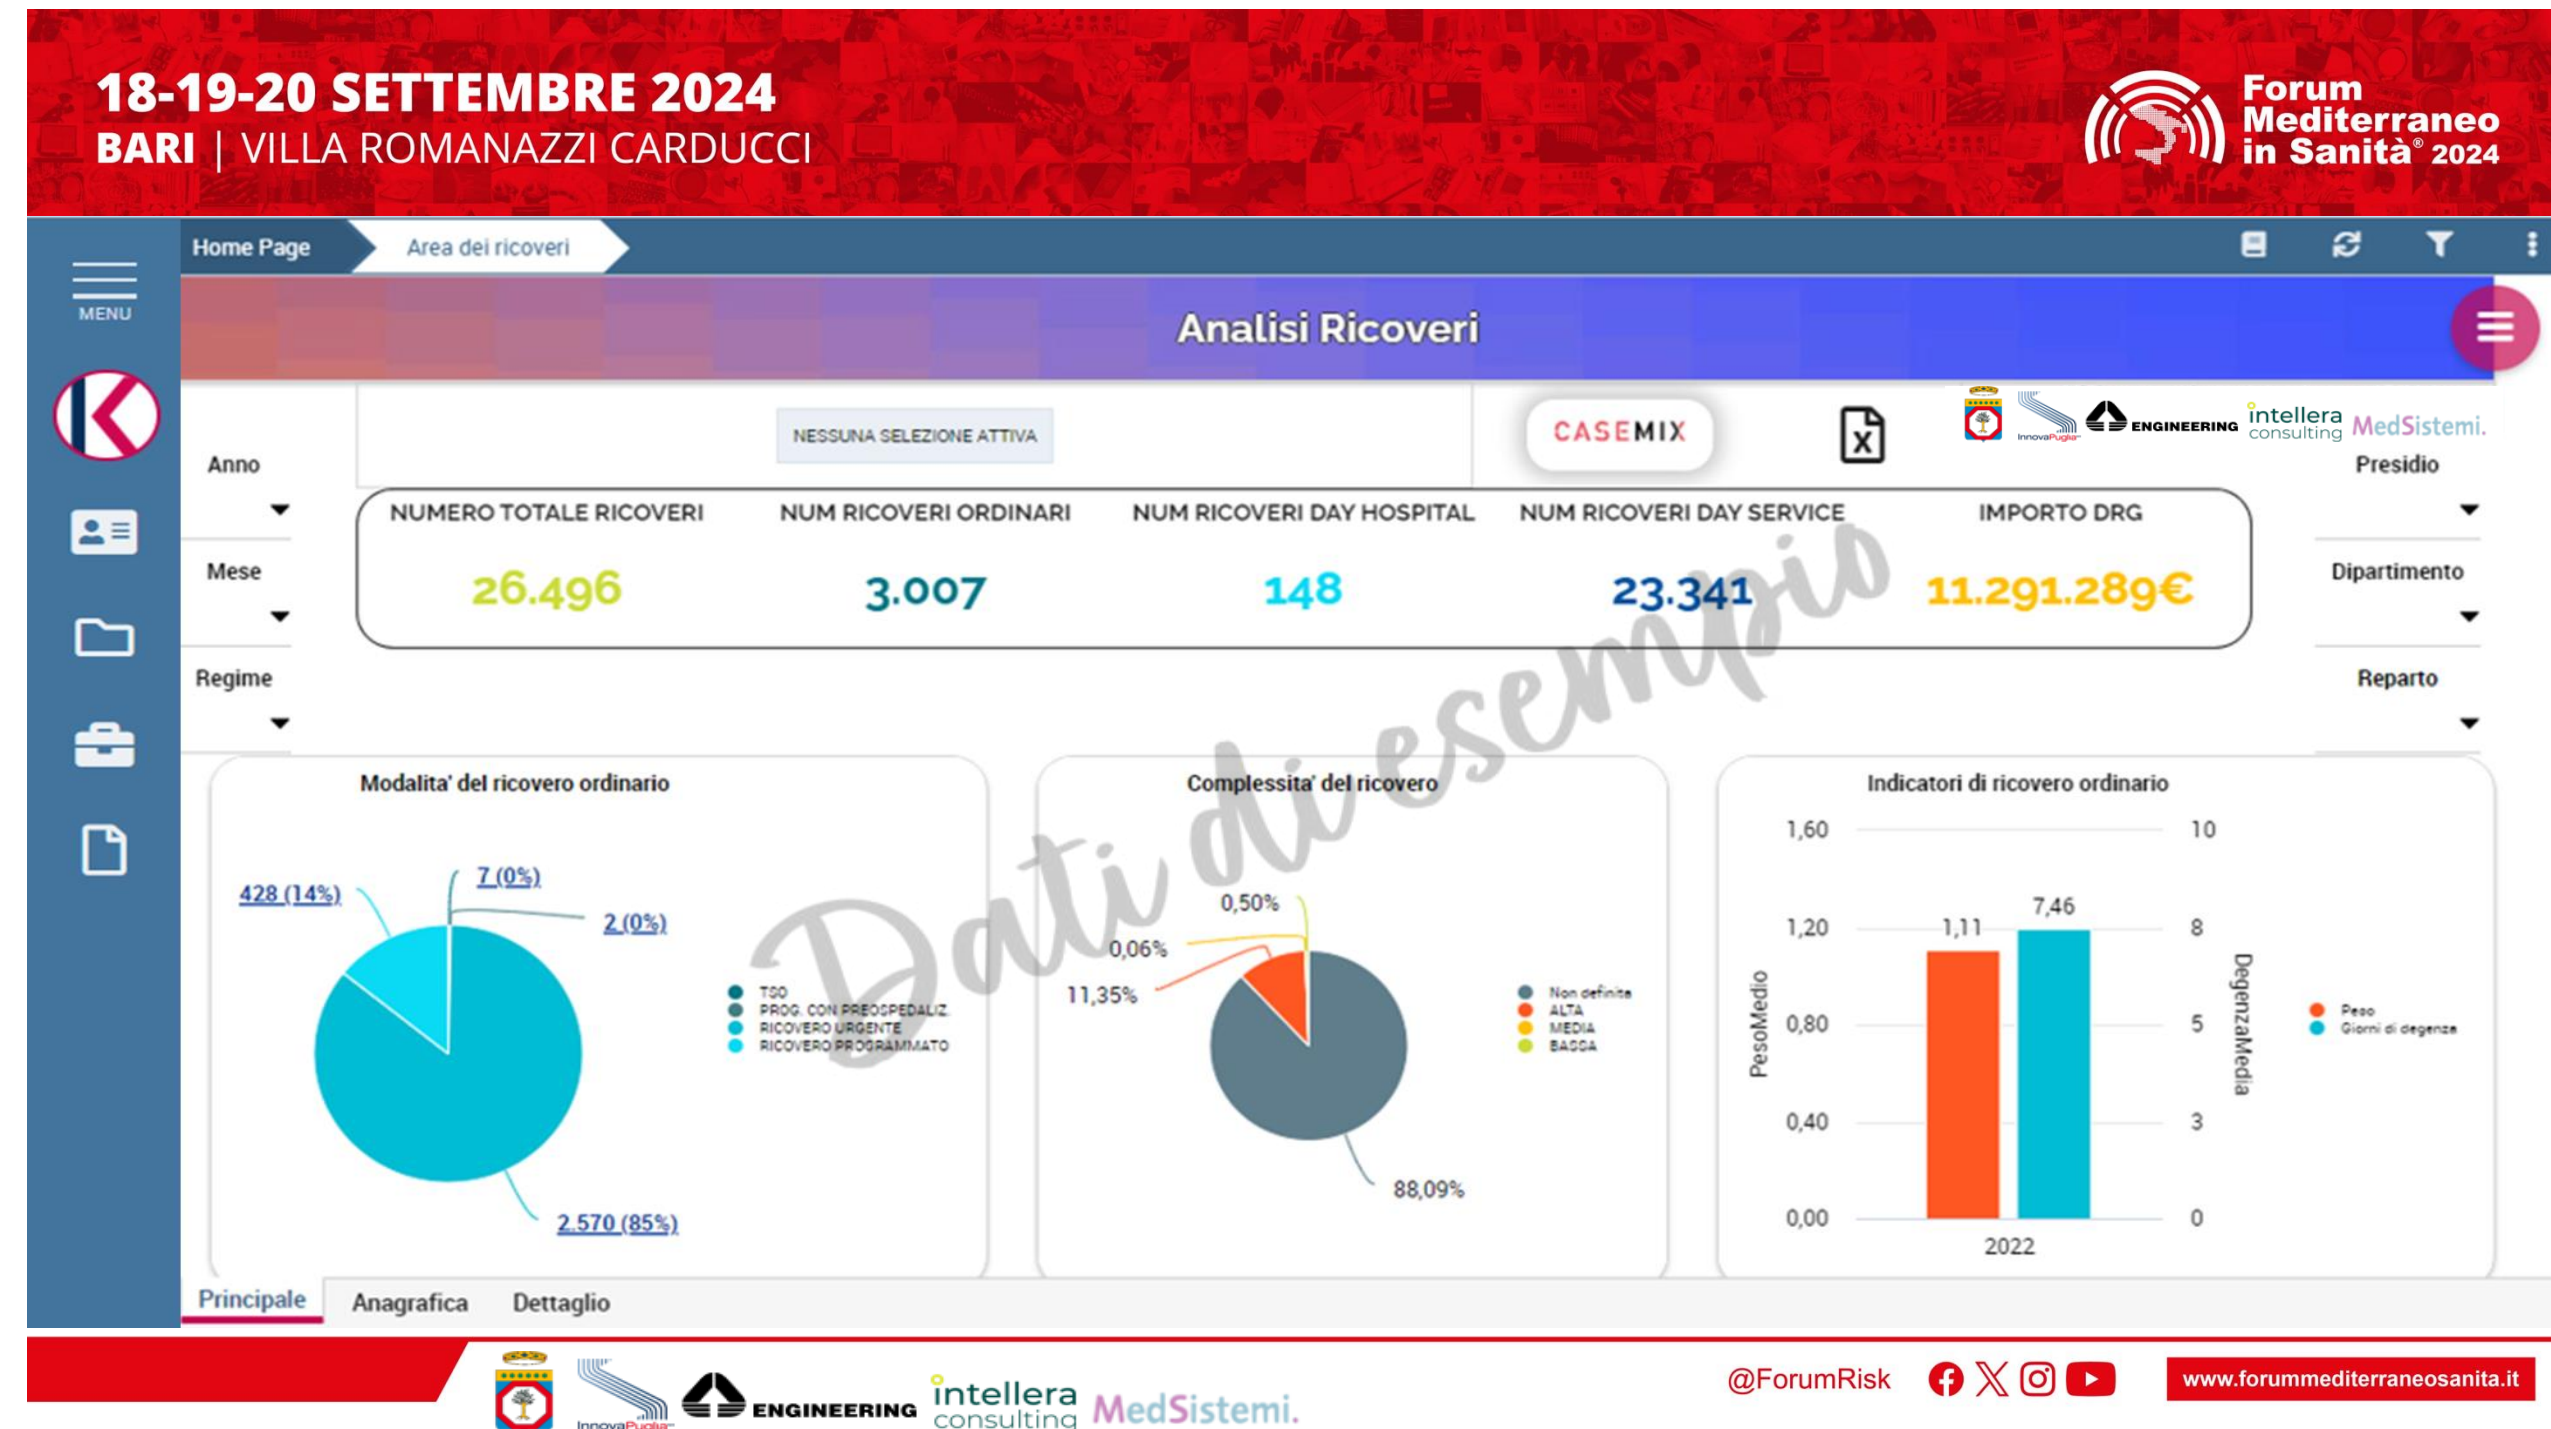 18-19-20 SETTEMBRE 2024
BARI | VILLA ROMANAZZI CARDUCCI
Forum
Mediterraneo
in Sanità® 2024
Home Page
Area dei ricoveri
MENU
Analisi Ricoveri
NESSUNA SELEZIONE ATTIVA
CASEMIX
X
InnovaPuglia
ENGINEERING
intellera
consulting
MedSistemi.
Anno
Mese
Regime
Presidio
Dipartimento
Reparto
NUMERO TOTALE RICOVERI
26.496
NUM RICOVERI ORDINARI
3.007
NUM RICOVERI DAY HOSPITAL
148
NUM RICOVERI DAY SERVICE
23.341
IMPORTO DRG
11.291.289€
Dati di esempio
Modalita' del ricovero ordinario
428 (14%)
7 (0%)
2 (0%)
2.570 (85%)
TSO
PROG. CON PREOSPEDALIZ.
RICOVERO URGENTE
RICOVERO PROGRAMMATO
Complessita' del ricovero
0,50%
0,06%
11,35%
88,09%
Non definita
ALTA
MEDIA
BASSA
Indicatori di ricovero ordinario
1,60
1,20
0,80
0,40
0,00
PesoMedio
1,11
7,46
2022
10
8
5
3
0
DegenzaMedia
Peso
Giorni di degenza
Principale
Anagrafica
Dettaglio
InnovaPuglia
ENGINEERING
intellera
consulting
MedSistemi.
@ForumRisk
www.forummediterraneosanita.it